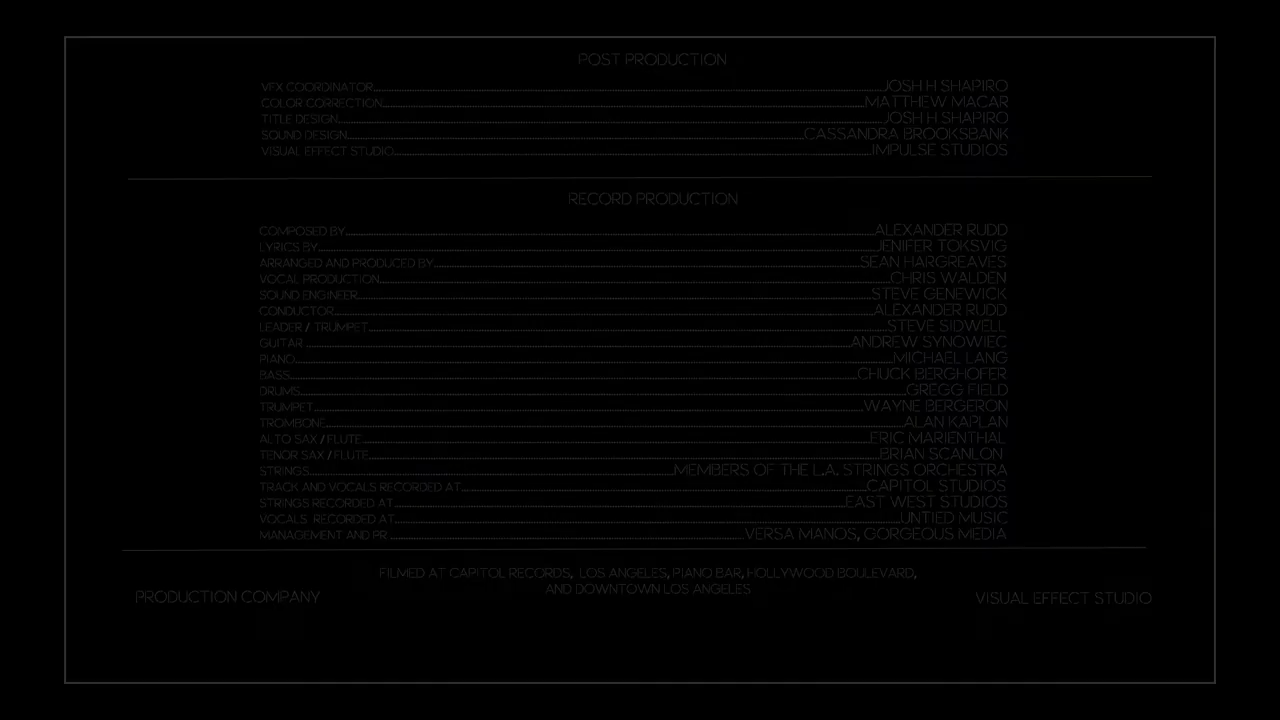 POST PRODUCTION
VFX COORDINATOR JOSH H SHAPIRO
COLOR CORRECTION MATTHEW MACAR
TITLE DESIGN JOSH H SHAPIRO
SOUND DESIGN CASSANDRA BROOKSBANK
VISUAL EFFECT STUDIO IMPULSE STUDIOS
RECORD PRODUCTION
COMPOSED BY ALEXANDER RUDD
LYRICS BY JENIFER TOKSVIG
ARRANGED AND PRODUCED BY SEAN HARGREAVES
VOCAL PRODUCTION CHRIS WALDEN
SOUND ENGINEER STEVE GENEWICK
CONDUCTOR ALEXANDER RUDD
LEADER / TRUMPET STEVE SIDWELL
GUITAR ANDREW SYNOWIEC
PIANO MICHAEL LANG
BASS CHUCK BERGHOFER
DRUMS GREGG FIELD
TRUMPET WAYNE BERGERON
TROMBONE ALAN KAPLAN
ALTO SAX / FLUTE ERIC MARIENTHAL
TENOR SAX / FLUTE BRIAN SCANLON
STRINGS MEMBERS OF THE L.A. STRINGS ORCHESTRA
TRACK AND VOCALS RECORDED AT CAPITOL STUDIOS
STRINGS RECORDED AT EAST WEST STUDIOS
VOCALS RECORDED AT UNTIED MUSIC
MANAGEMENT AND PR VERSA MANOS, GORGEOUS MEDIA
FILMED AT CAPITOL RECORDS, LOS ANGELES, PIANO BAR, HOLLYWOOD BOULEVARD,
AND DOWNTOWN LOS ANGELES
PRODUCTION COMPANY
VISUAL EFFECT STUDIO